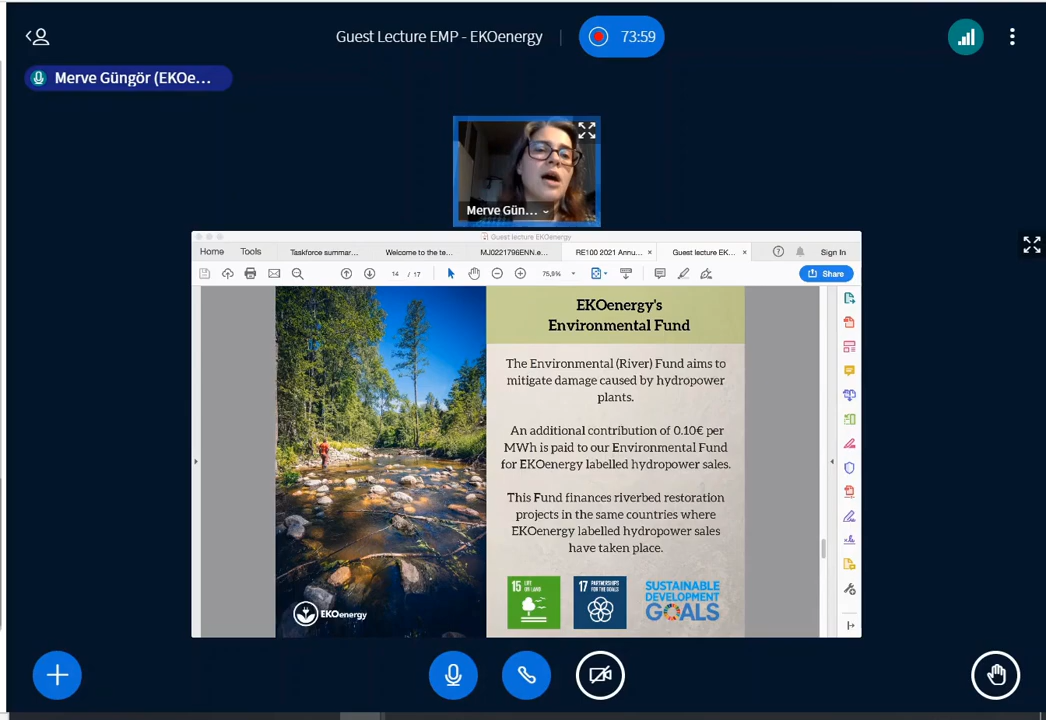 Guest Lecture EMP - EKOenergy
73:59
Merve Güngör (EKOe...
Merve Gün...
Guest lecture EKOenergy
Home Tools Taskforce summar... Welcome to the te... MJ0221796ENN.e... RE100 2021 Annu... × Guest lecture EK... × Sign In
14 / 17 75,9% Share
EKOenergy's
Environmental Fund
The Environmental (River) Fund aims to
mitigate damage caused by hydropower
plants.
An additional contribution of 0.10€ per
MWh is paid to our Environmental Fund
for EKOenergy labelled hydropower sales.
This Fund finances riverbed restoration
projects in the same countries where
EKOenergy labelled hydropower sales
have taken place.
15 LIFE
ON LAND
17 PARTNERSHIPS
FOR THE GOALS
SUSTAINABLE
DEVELOPMENT
GOALS
EKOenergy